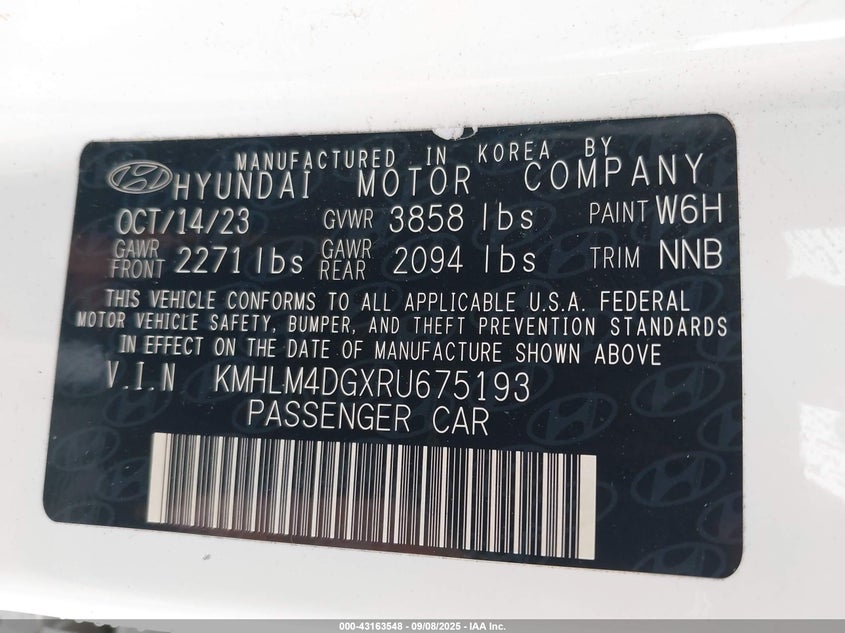 MANUFACTURED IN KOREA BY
HYUNDAI MOTOR COMPANY
OCT/14/23 GVWR 3858 lbs PAINT W6H
GAWR FRONT 2271 lbs GAWR REAR 2094 lbs TRIM NNB
THIS VEHICLE CONFORMS TO ALL APPLICABLE U.S.A. FEDERAL
MOTOR VEHICLE SAFETY, BUMPER, AND THEFT PREVENTION STANDARDS
IN EFFECT ON THE DATE OF MANUFACTURE SHOWN ABOVE
V.I.N KMHLM4DGXRU675193
PASSENGER CAR
000-43163548 - 09/08/2025 - IAA Inc.